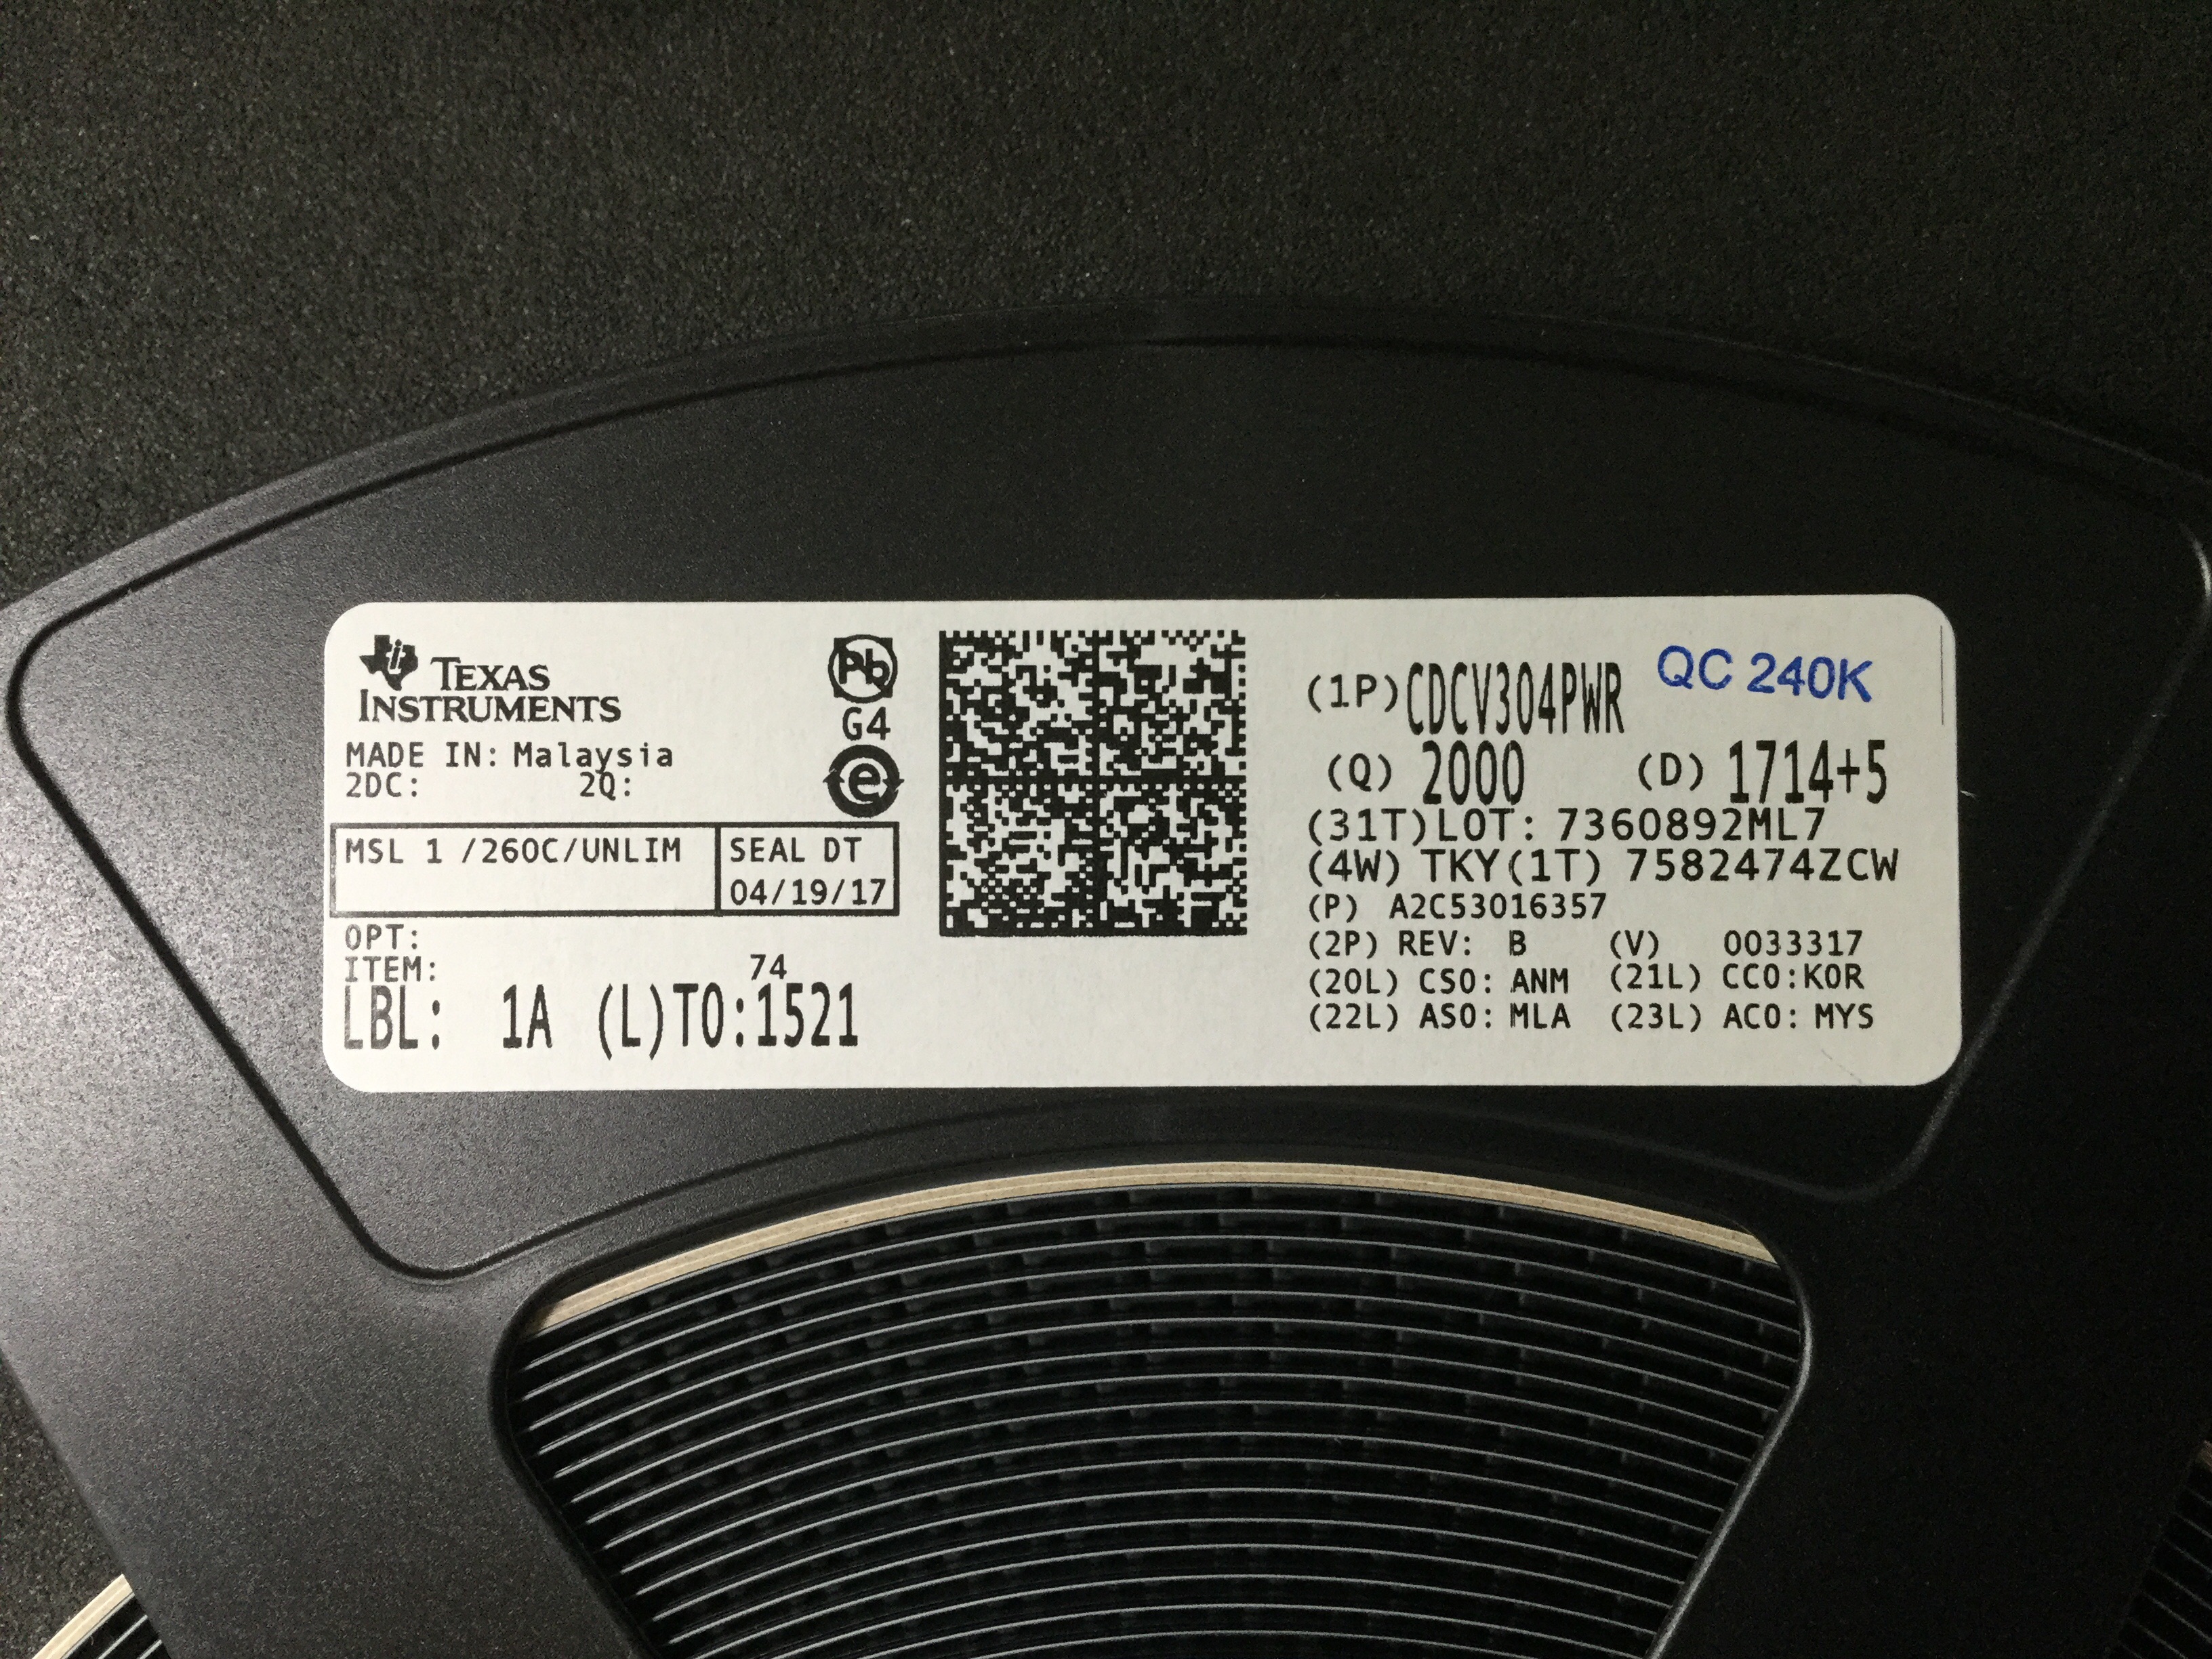 TEXAS
INSTRUMENTS
MADE IN: Malaysia
2DC: 2Q:
Pb
G4
e
MSL 1 /260C/UNLIM
SEAL DT
04/19/17
OPT:
ITEM: 74
LBL: 1A (L)TO:1521
QC 240K
(1P)CDCV304PWR
(Q) 2000 (D) 1714+5
(31T)LOT: 7360892ML7
(4W) TKY(1T) 7582474ZCW
(P) A2C53016357
(2P) REV: B (V) 0033317
(20L) CSO: ANM (21L) CCO:KOR
(22L) ASO: MLA (23L) ACO: MYS